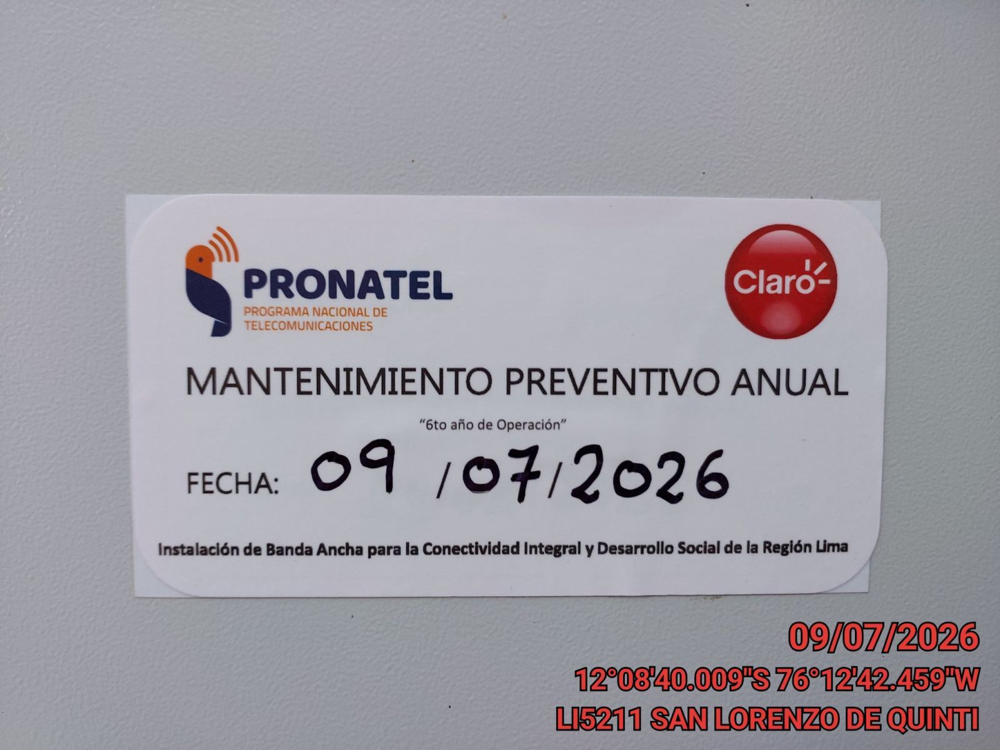 PRONATEL
PROGRAMA NACIONAL DE
TELECOMUNICACIONES
Claro
MANTENIMIENTO PREVENTIVO ANUAL
“6to año de Operación”
FECHA: 09 / 07 / 2026
Instalación de Banda Ancha para la Conectividad Integral y Desarrollo Social de la Región Lima
09/07/2026
12°08'40.009"S 76°12'42.459"W
LI5211 SAN LORENZO DE QUINTI